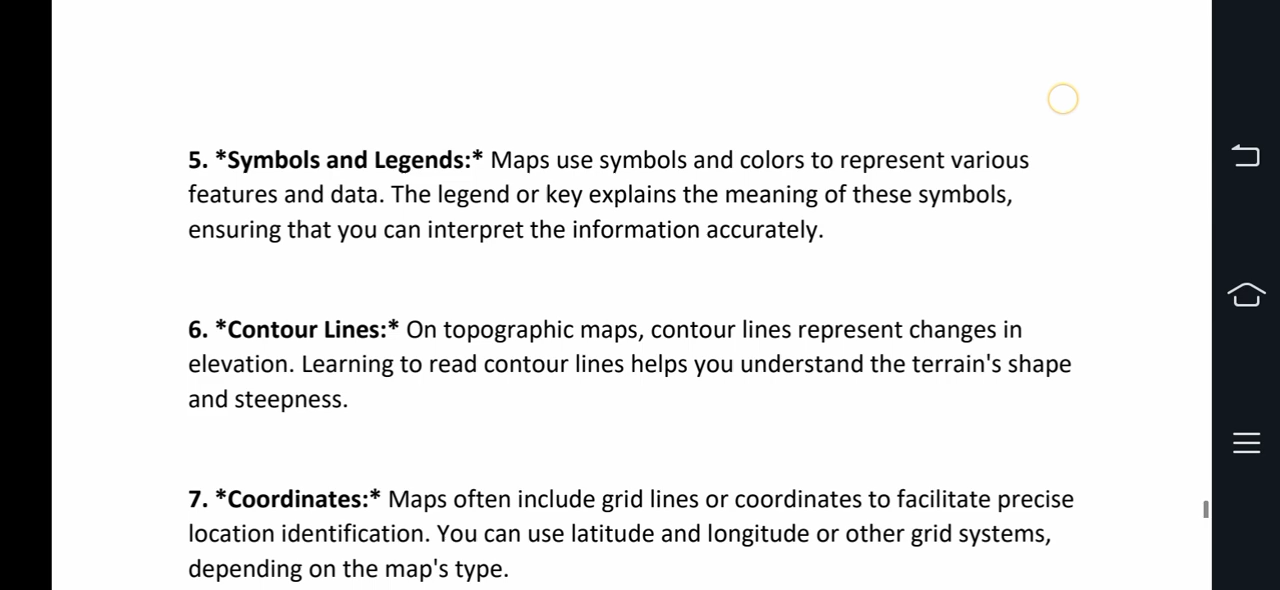 5. *Symbols and Legends:* Maps use symbols and colors to represent various
features and data. The legend or key explains the meaning of these symbols,
ensuring that you can interpret the information accurately.
6. *Contour Lines:* On topographic maps, contour lines represent changes in
elevation. Learning to read contour lines helps you understand the terrain's shape
and steepness.
7. *Coordinates:* Maps often include grid lines or coordinates to facilitate precise
location identification. You can use latitude and longitude or other grid systems,
depending on the map's type.